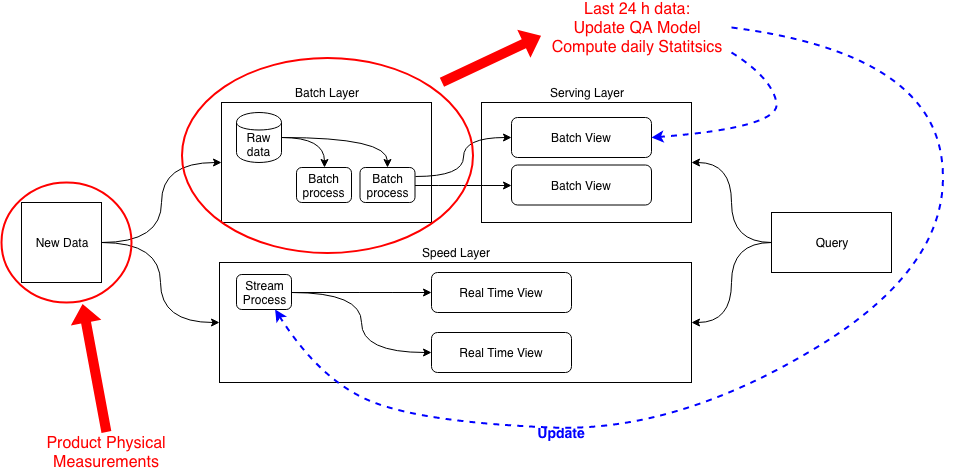 Last 24 h data:
Update QA Model
Compute daily Statitsics
Batch Layer
Serving Layer
Raw
data
Batch
process
Batch
process
Batch View
Batch View
New Data
Query
Speed Layer
Stream
Process
Real Time View
Real Time View
Update
Product Physical
Measurements